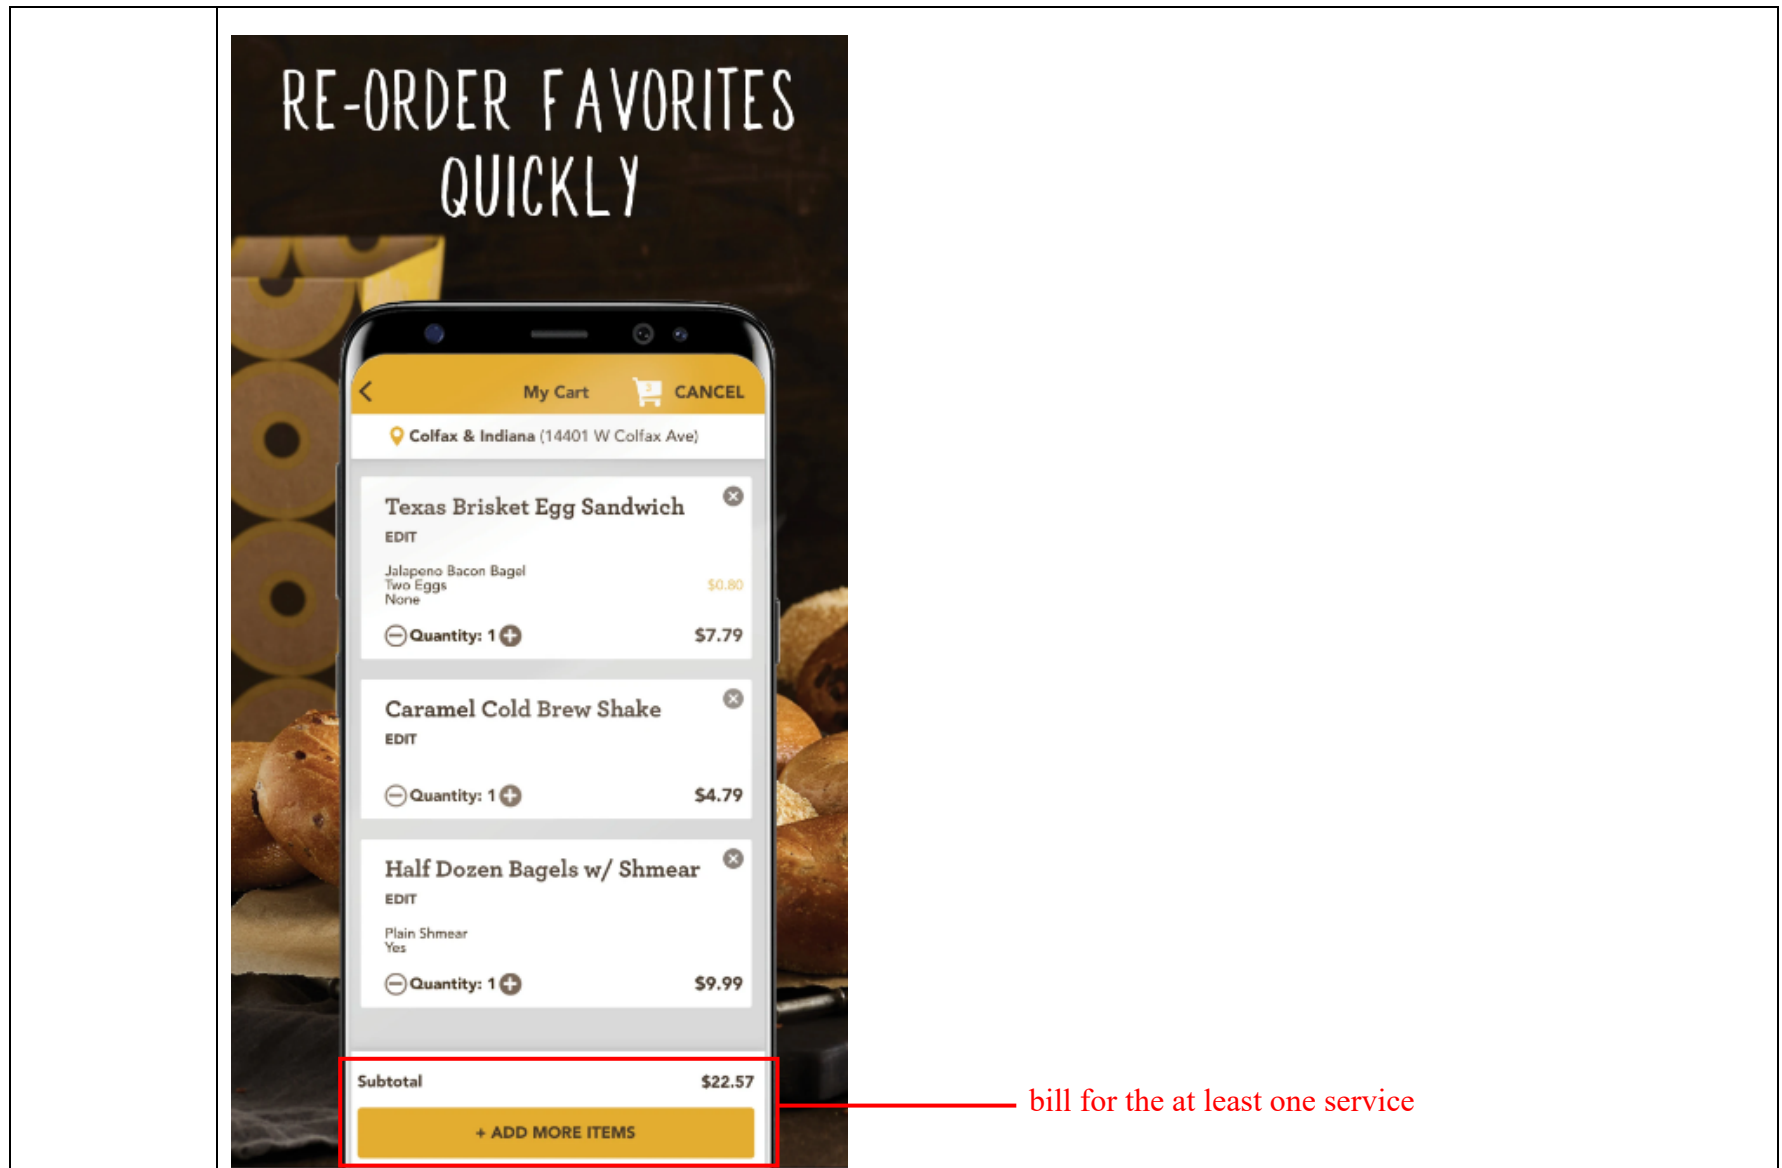 RE-ORDER FAVORITES
QUICKLY
My Cart
3
CANCEL
Colfax & Indiana (14401 W Colfax Ave)
Texas Brisket Egg Sandwich
EDIT
Jalapeno Bacon Bagel
Two Eggs $0.80
None
Quantity: 1 $7.79
Caramel Cold Brew Shake
EDIT
Quantity: 1 $4.79
Half Dozen Bagels w/ Shmear
EDIT
Plain Shmear
Yes
Quantity: 1 $9.99
Subtotal $22.57
bill for the at least one service
+ ADD MORE ITEMS